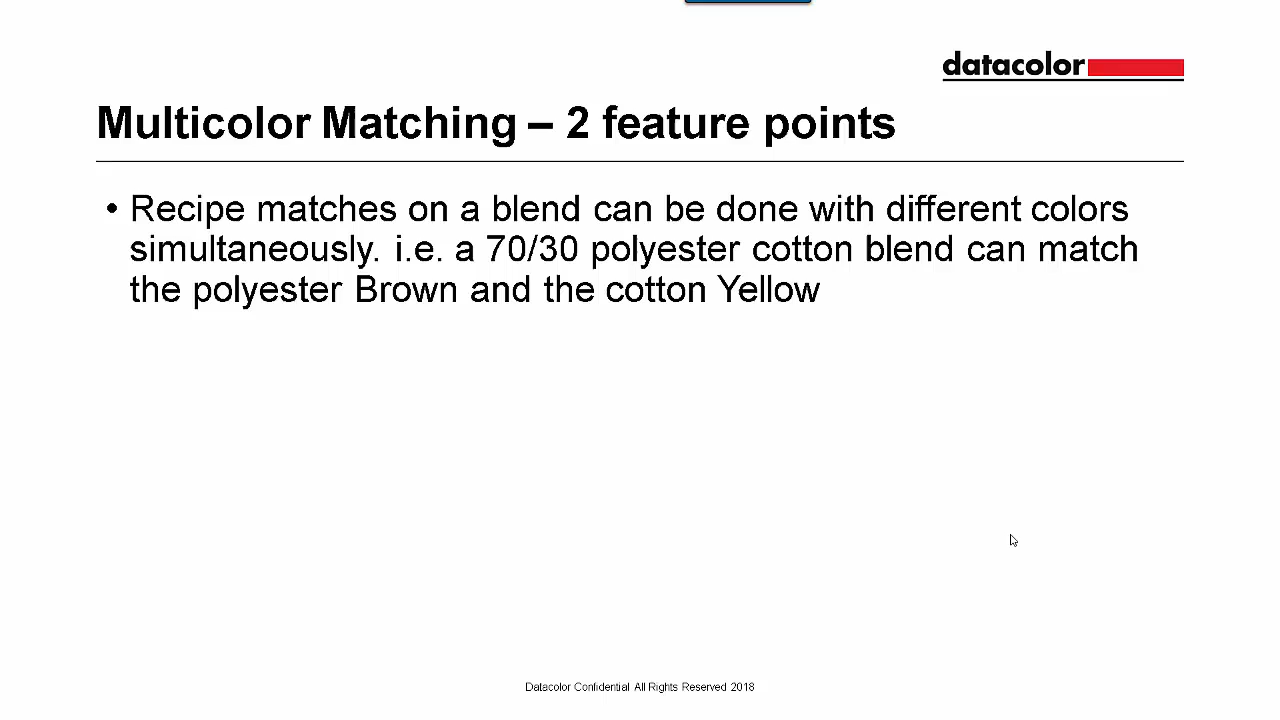 datacolor
Multicolor Matching – 2 feature points
• Recipe matches on a blend can be done with different colors
simultaneously. i.e. a 70/30 polyester cotton blend can match
the polyester Brown and the cotton Yellow
Datacolor Confidential All Rights Reserved 2018